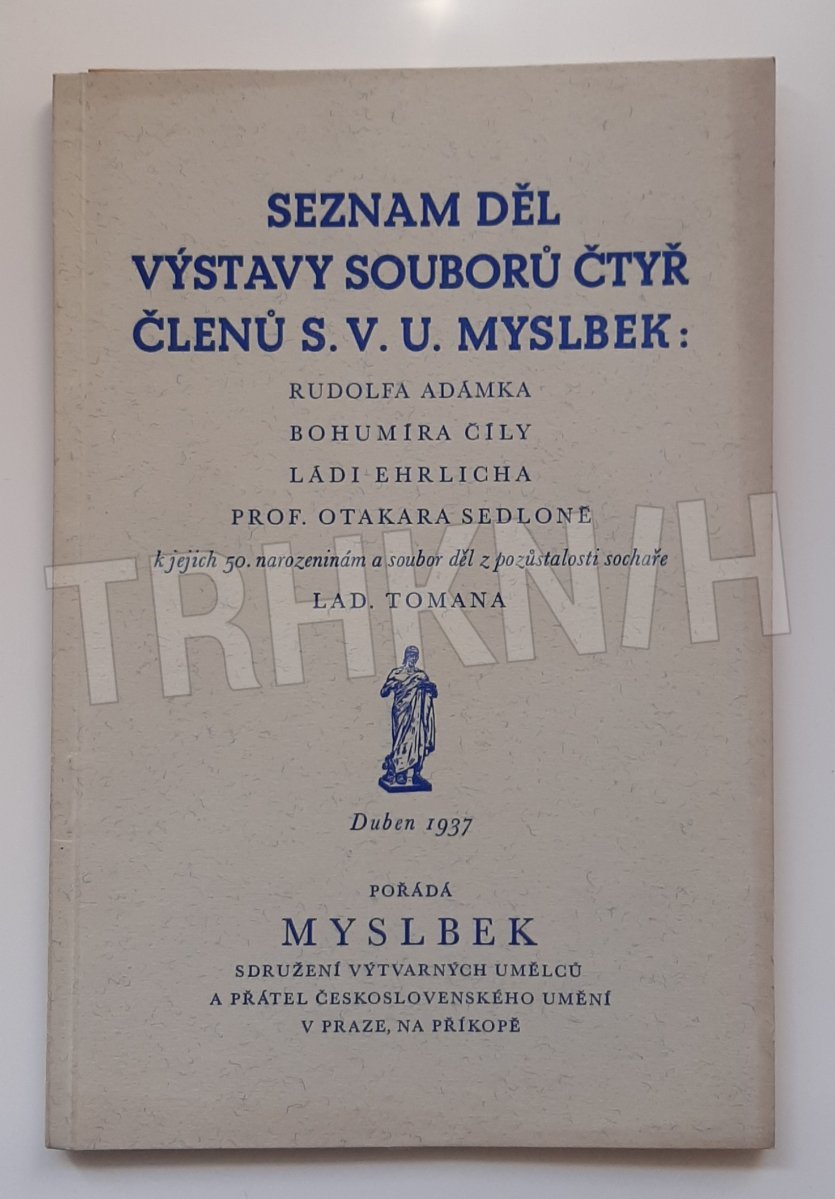 SEZNAM DĚL
VÝSTAVY SOUBORŮ ČTYŘ
ČLENŮ S. V. U. MYSLBEK:
RUDOLFA ADÁMKA
BOHUMÍRA ČÍLY
LÁDI EHRLICHA
PROF. OTAKARA SEDLONĚ
k jejich 50. narozeninám a soubor děl z pozůstalosti sochaře
LAD. TOMANA
TRHKNIH
Duben 1937
POŘÁDÁ
MYSLBEK
SDRUŽENÍ VÝTVARNÝCH UMĚLCŮ
A PŘÁTEL ČESKOSLOVENSKÉHO UMĚNÍ
V PRAZE, NA PŘÍKOPĚ